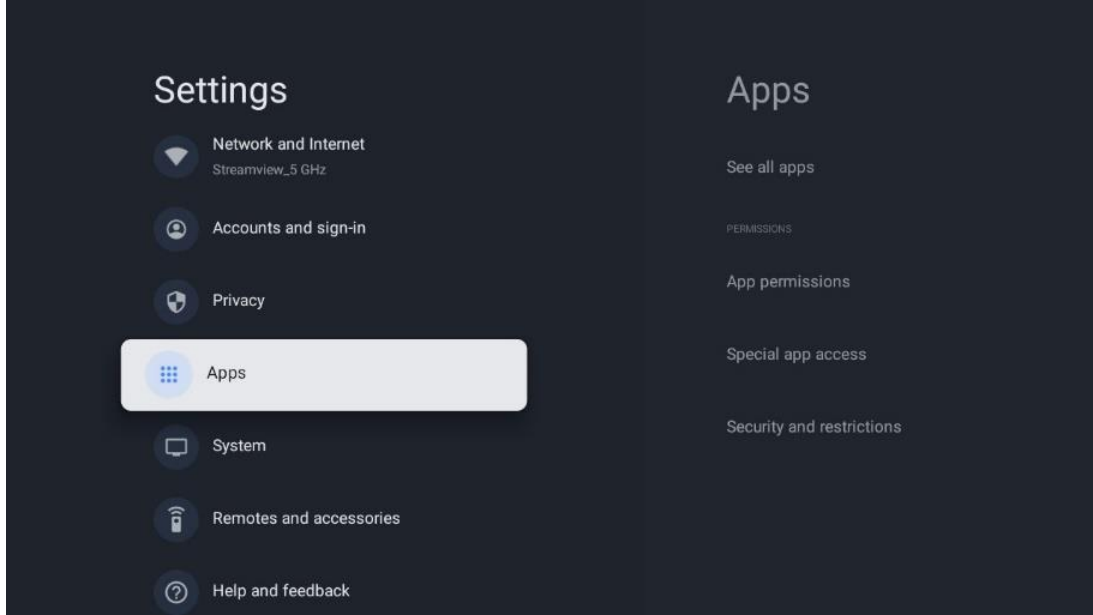 Settings
Network and Internet
Streamview_5 GHz
Accounts and sign-in
Privacy
Apps
System
Remotes and accessories
Help and feedback
Apps
See all apps
PERMISSIONS
App permissions
Special app access
Security and restrictions